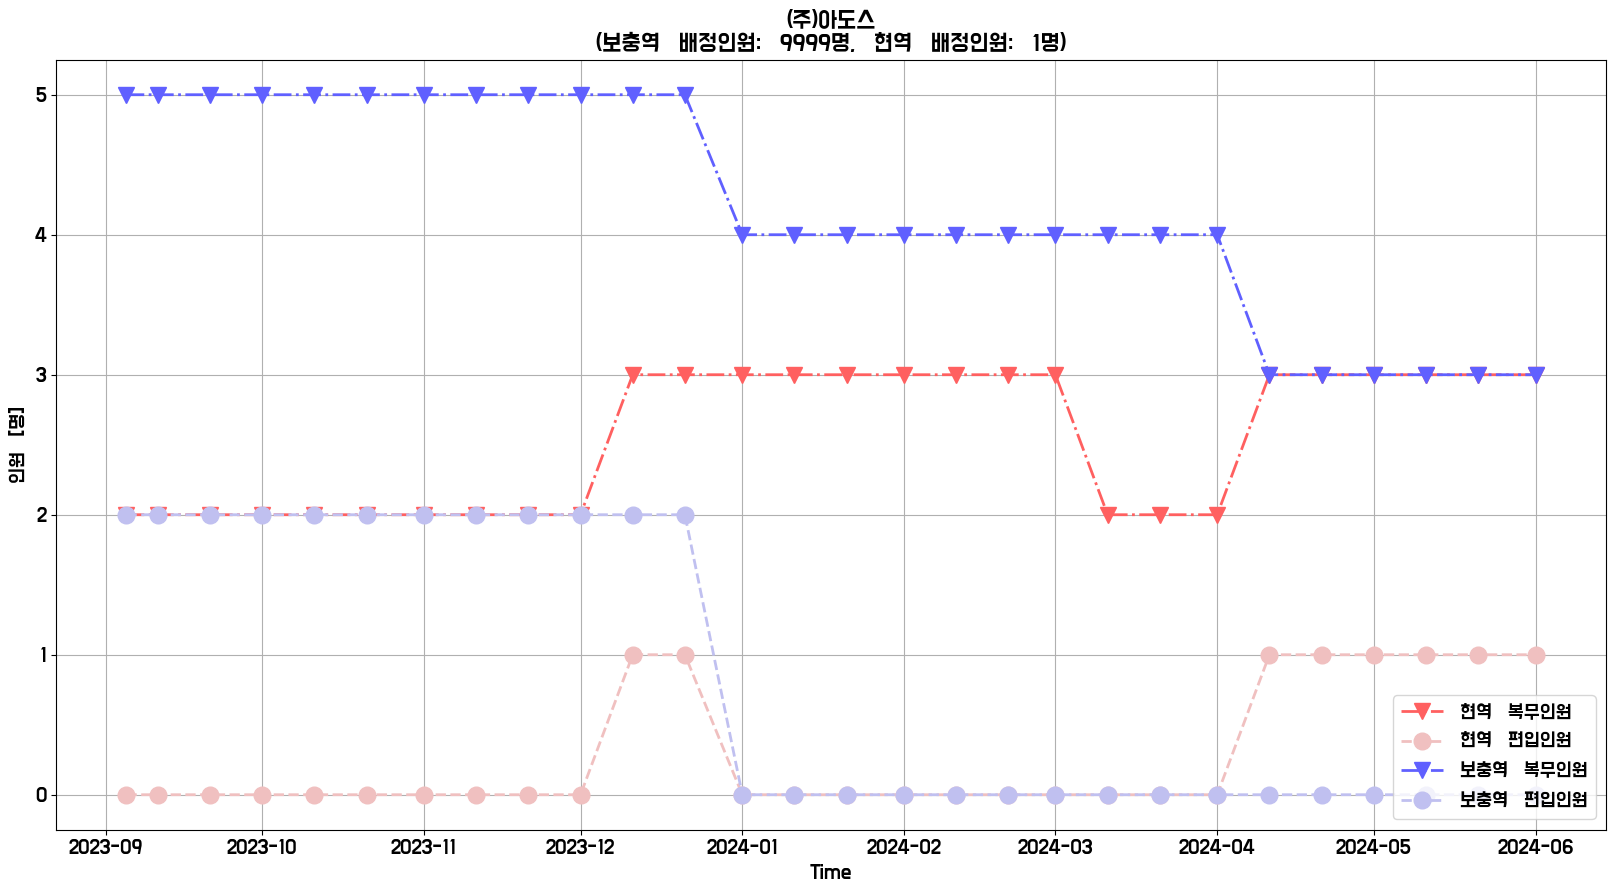 (주)아도스
(보충역 배정인원: 9999명, 현역 배정인원: 1명)
인원 [명]
5
4
3
2
1
0
2023-09 2023-10 2023-11 2023-12 2024-01 2024-02 2024-03 2024-04 2024-05 2024-06
Time
현역 복무인원
현역 편입인원
보충역 복무인원
보충역 편입인원